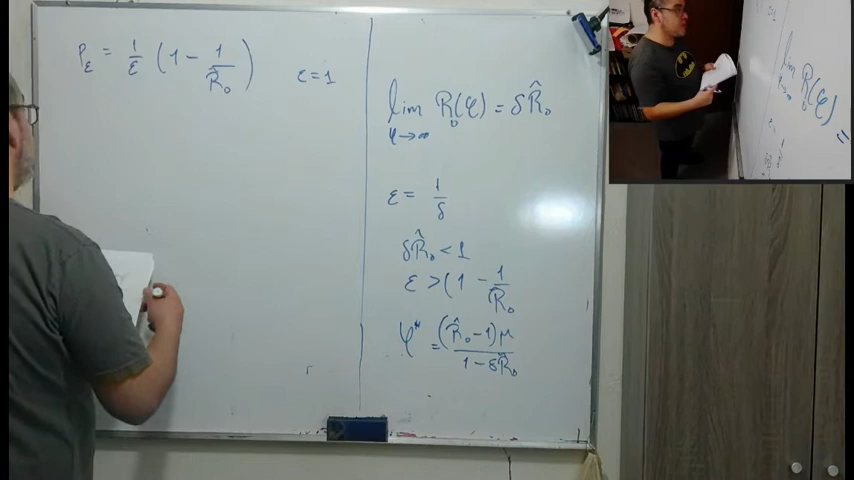 P_ε = 1/ε (1 - 1/R̂₀) ε = 1
lim R₀(φ) = δR̂₀
φ→∞
ε = 1/δ
δR̂₀ < 1
ε > (1 - 1/R̂₀
φ* = (R̂₀ - 1)μ / 1 - δR̂₀